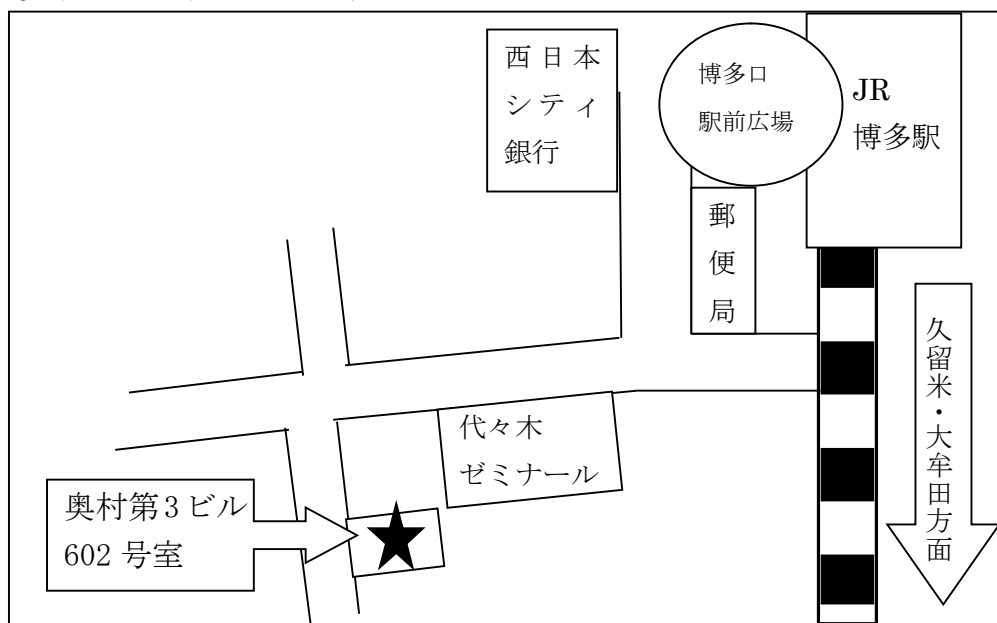 西日本
シティ
銀行
博多口
駅前広場
JR
博多駅
郵便局
久留米・大牟田方面
代々木
ゼミナール
奥村第3ビル
602号室